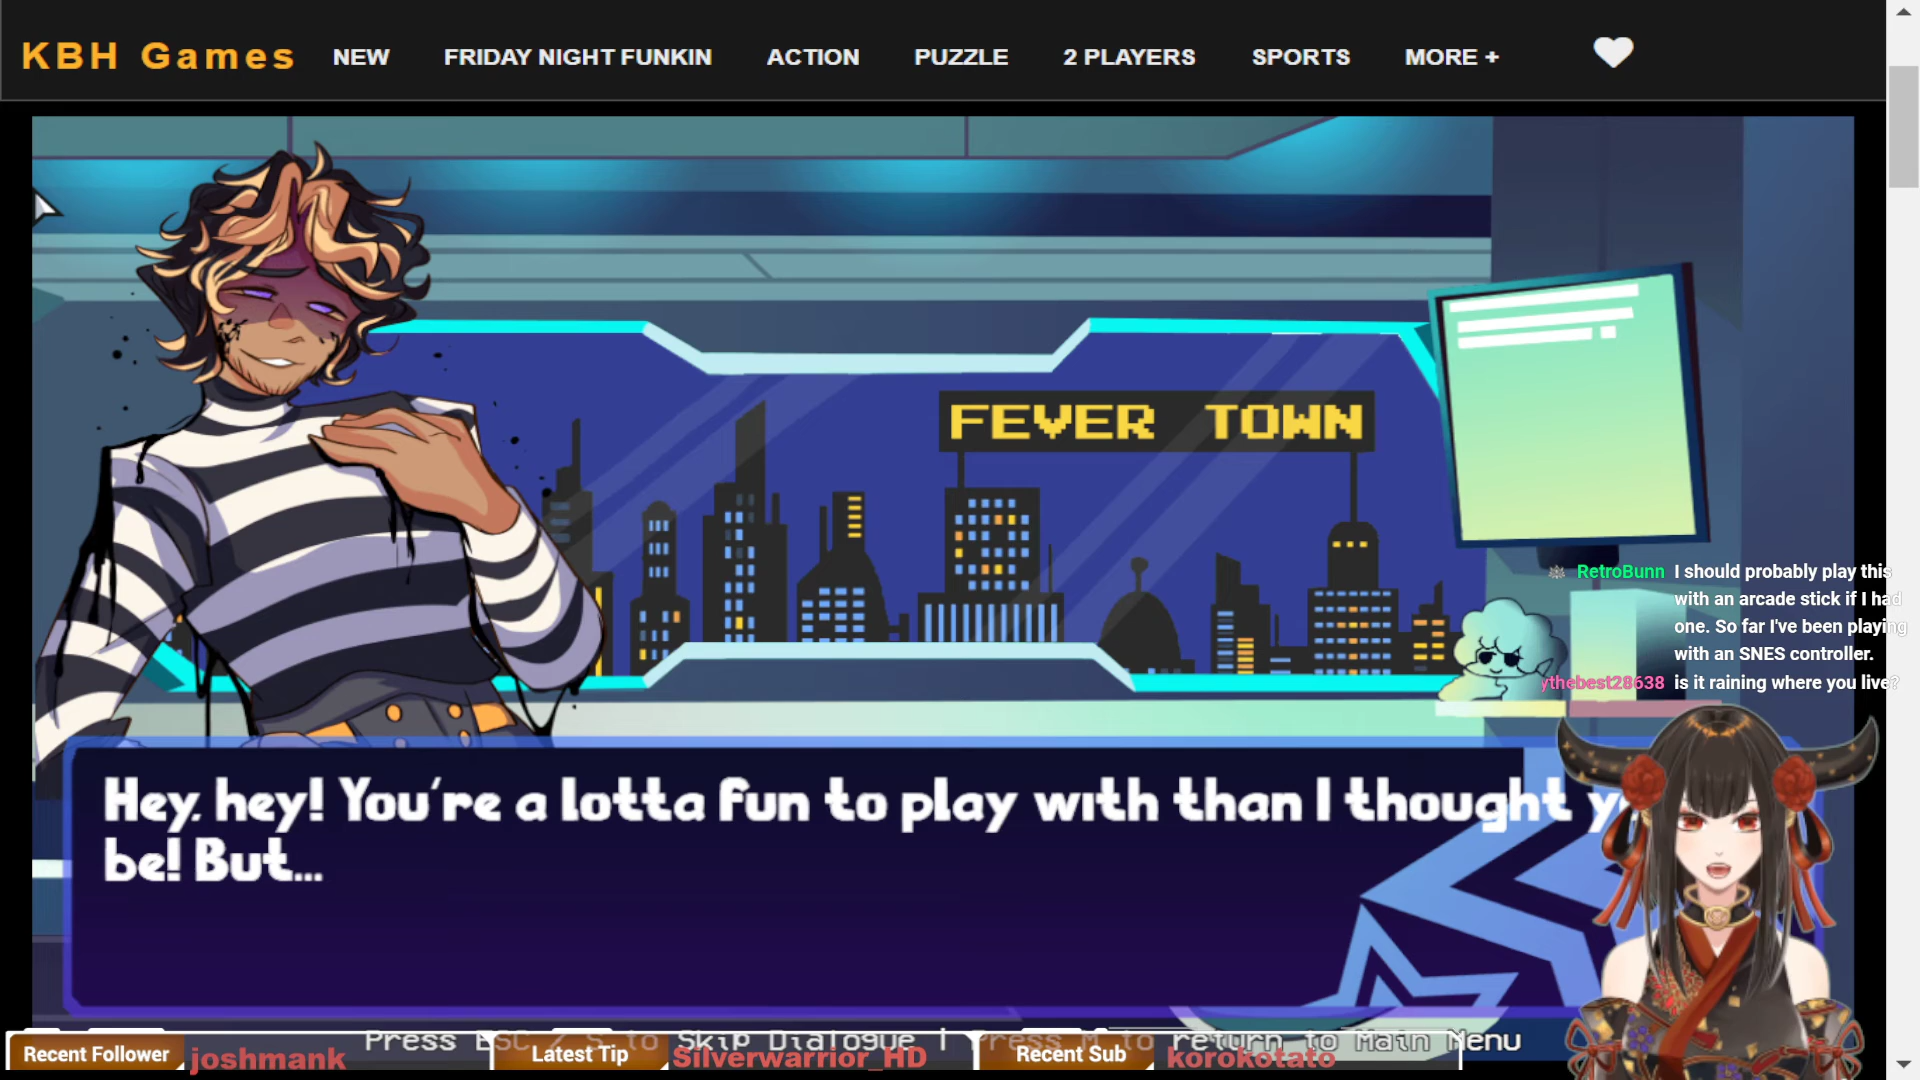 KBH Games NEW FRIDAY NIGHT FUNKIN ACTION PUZZLE 2 PLAYERS SPORTS MORE +
FEVER TOWN
RetroBunn I should probably play this
with an arcade stick if I had
one. So far I've been playing
with an SNES controller.
ythebest28638 is it raining where you live?
Hey, hey! You're a lotta fun to play with than I thought
be! But...
Press ESC / S to Skip Dialogue | Press M to return to Main Menu
Recent Follower joshmank Latest Tip Silverwarrior_HD Recent Sub korokotato